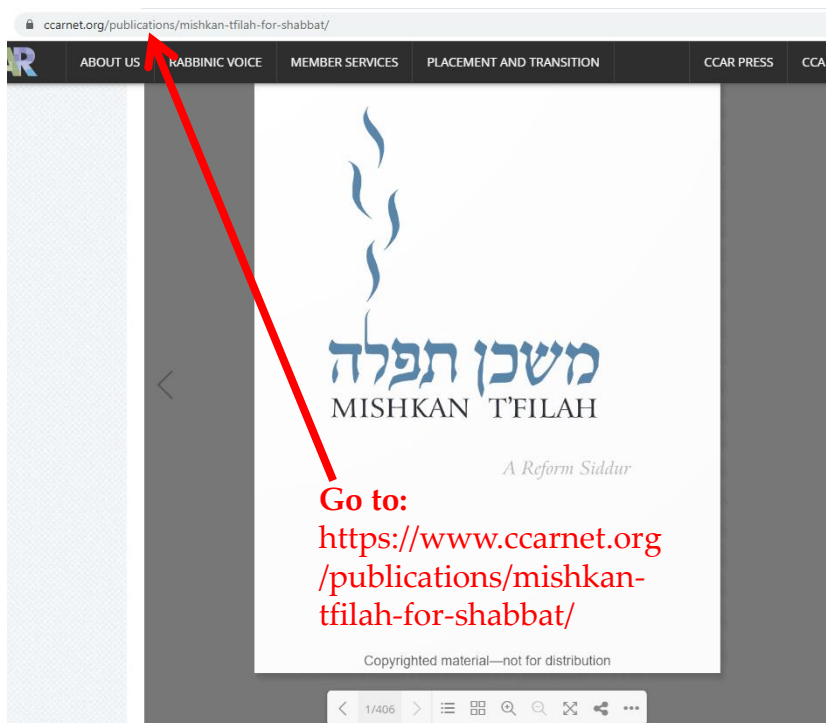 ccarnet.org/publications/mishkan-tfilah-for-shabbat/
AR ABOUT US RABBINIC VOICE MEMBER SERVICES PLACEMENT AND TRANSITION CCAR PRESS CCA
משכן תפלה
MISHKAN T'FILAH
A Reform Siddur
Go to:
https://www.ccarnet.org
/publications/mishkan-
tfilah-for-shabbat/
Copyrighted material—not for distribution
1/406